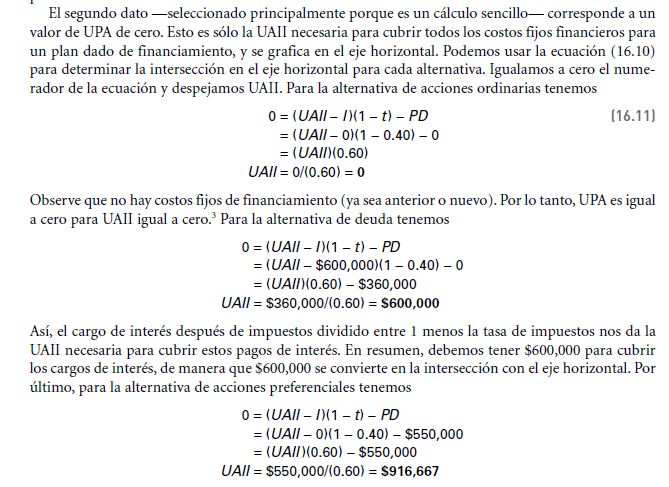 El segundo dato —seleccionado principalmente porque es un cálculo sencillo— corresponde a un
valor de UPA de cero. Esto es sólo la UAII necesaria para cubrir todos los costos fijos financieros para
un plan dado de financiamiento, y se grafica en el eje horizontal. Podemos usar la ecuación (16.10)
para determinar la intersección en el eje horizontal para cada alternativa. Igualamos a cero el nume-
rador de la ecuación y despejamos UAII. Para la alternativa de acciones ordinarias tenemos
0 = (UAII – I)(1 – t) – PD (16.11)
= (UAII – 0)(1 – 0.40) – 0
= (UAII)(0.60)
UAII = 0/(0.60) = 0
Observe que no hay costos fijos de financiamiento (ya sea anterior o nuevo). Por lo tanto, UPA es igual
a cero para UAII igual a cero.³ Para la alternativa de deuda tenemos
0 = (UAII – I)(1 – t) – PD
= (UAII – $600,000)(1 – 0.40) – 0
= (UAII)(0.60) – $360,000
UAII = $360,000/(0.60) = $600,000
Así, el cargo de interés después de impuestos dividido entre 1 menos la tasa de impuestos nos da la
UAII necesaria para cubrir estos pagos de interés. En resumen, debemos tener $600,000 para cubrir
los cargos de interés, de manera que $600,000 se convierte en la intersección con el eje horizontal. Por
último, para la alternativa de acciones preferenciales tenemos
0 = (UAII – I)(1 – t) – PD
= (UAII – 0)(1 – 0.40) – $550,000
= (UAII)(0.60) – $550,000
UAII = $550,000/(0.60) = $916,667